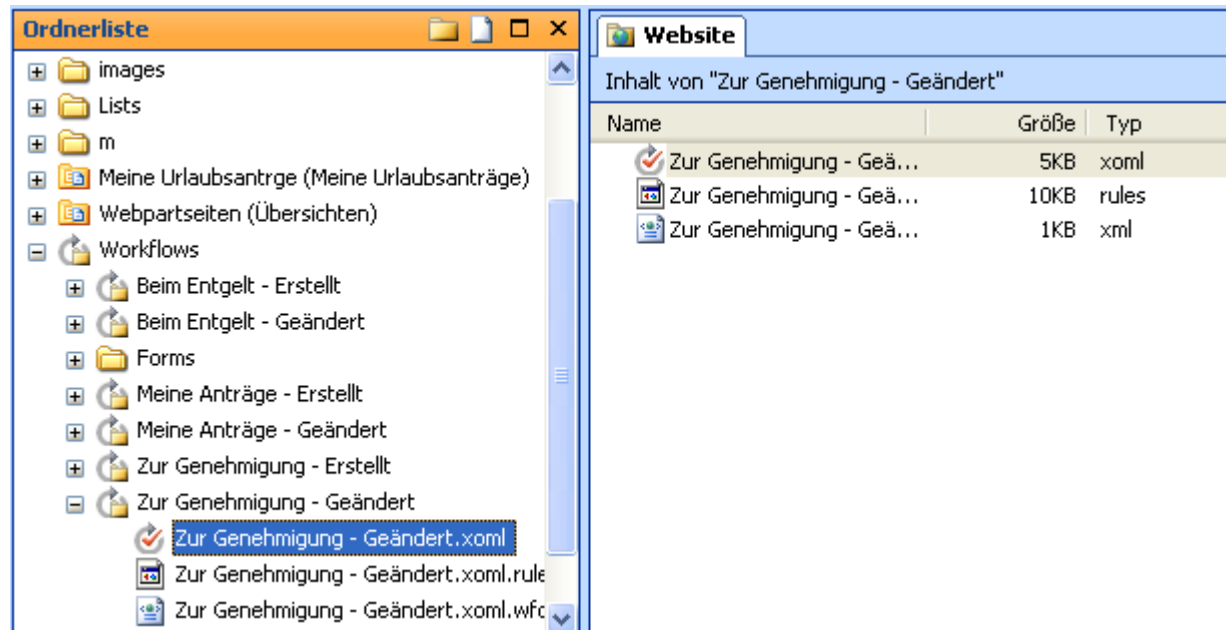 Ordnerliste
images
Lists
m
Meine Urlaubsantrge (Meine Urlaubsanträge)
Webpartseiten (Übersichten)
Workflows
Beim Entgelt - Erstellt
Beim Entgelt - Geändert
Forms
Meine Anträge - Erstellt
Meine Anträge - Geändert
Zur Genehmigung - Erstellt
Zur Genehmigung - Geändert
Zur Genehmigung - Geändert.xoml
Zur Genehmigung - Geändert.xoml.rule
Zur Genehmigung - Geändert.xoml.wfc
Website
Inhalt von "Zur Genehmigung - Geändert"
Name Größe Typ
Zur Genehmigung - Geä... 5KB xoml
Zur Genehmigung - Geä... 10KB rules
Zur Genehmigung - Geä... 1KB xml